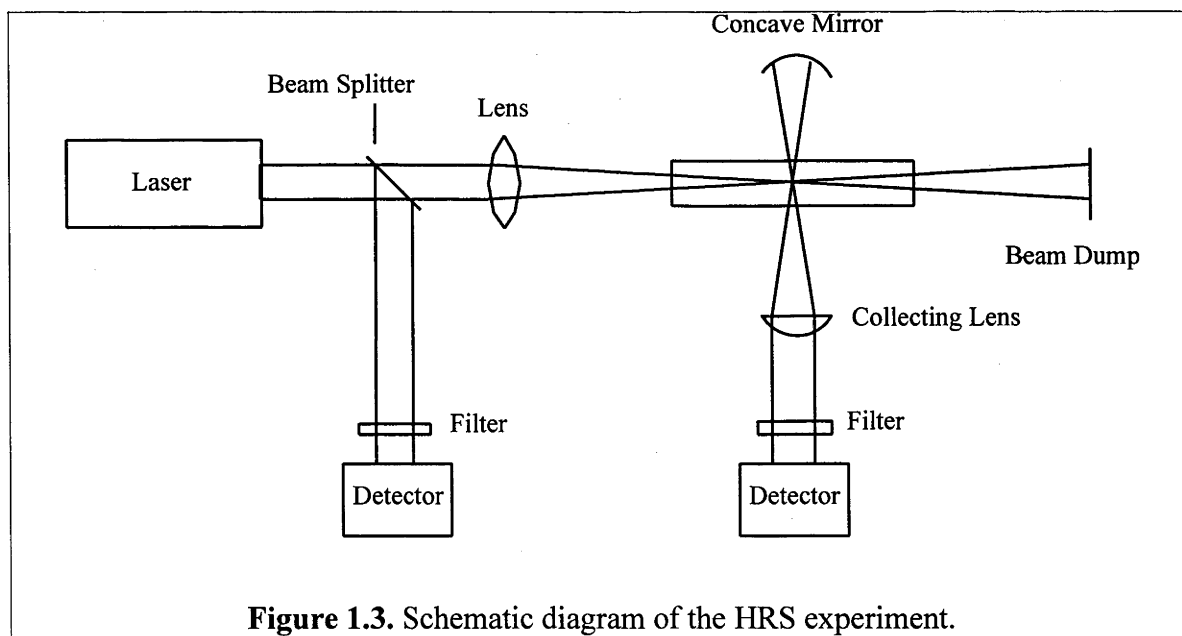 Concave Mirror
Beam Splitter
Lens
Laser
Beam Dump
Collecting Lens
Filter
Filter
Detector
Detector
Figure 1.3. Schematic diagram of the HRS experiment.